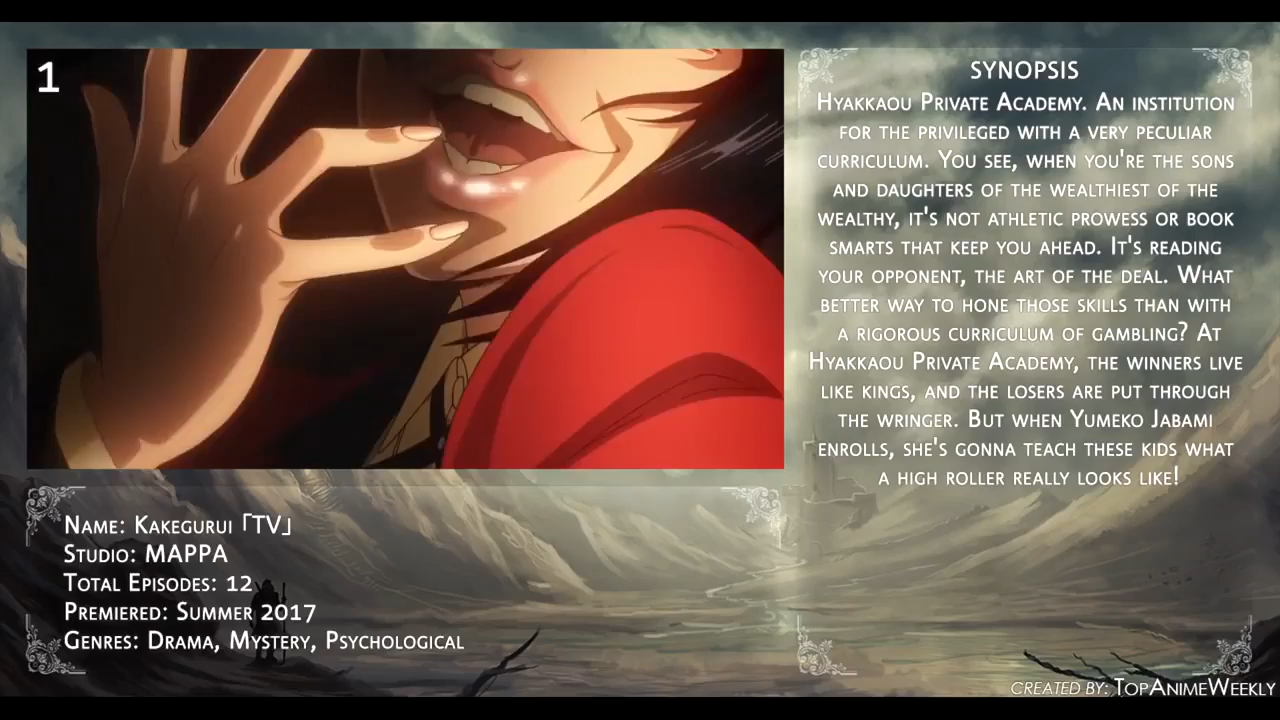 1
SYNOPSIS
Hyakkaou Private Academy. An institution
for the privileged with a very peculiar
curriculum. You see, when you're the sons
and daughters of the wealthiest of the
wealthy, it's not athletic prowess or book
smarts that keep you ahead. It's reading
your opponent, the art of the deal. What
better way to hone those skills than with
a rigorous curriculum of gambling? At
Hyakkaou Private Academy, the winners live
like kings, and the losers are put through
the wringer. But when Yumeko Jabami
enrolls, she's gonna teach these kids what
a high roller really looks like!
Name: Kakegurui「TV」
Studio: MAPPA
Total Episodes: 12
Premiered: Summer 2017
Genres: Drama, Mystery, Psychological
CREATED BY: TopAnimeWeekly